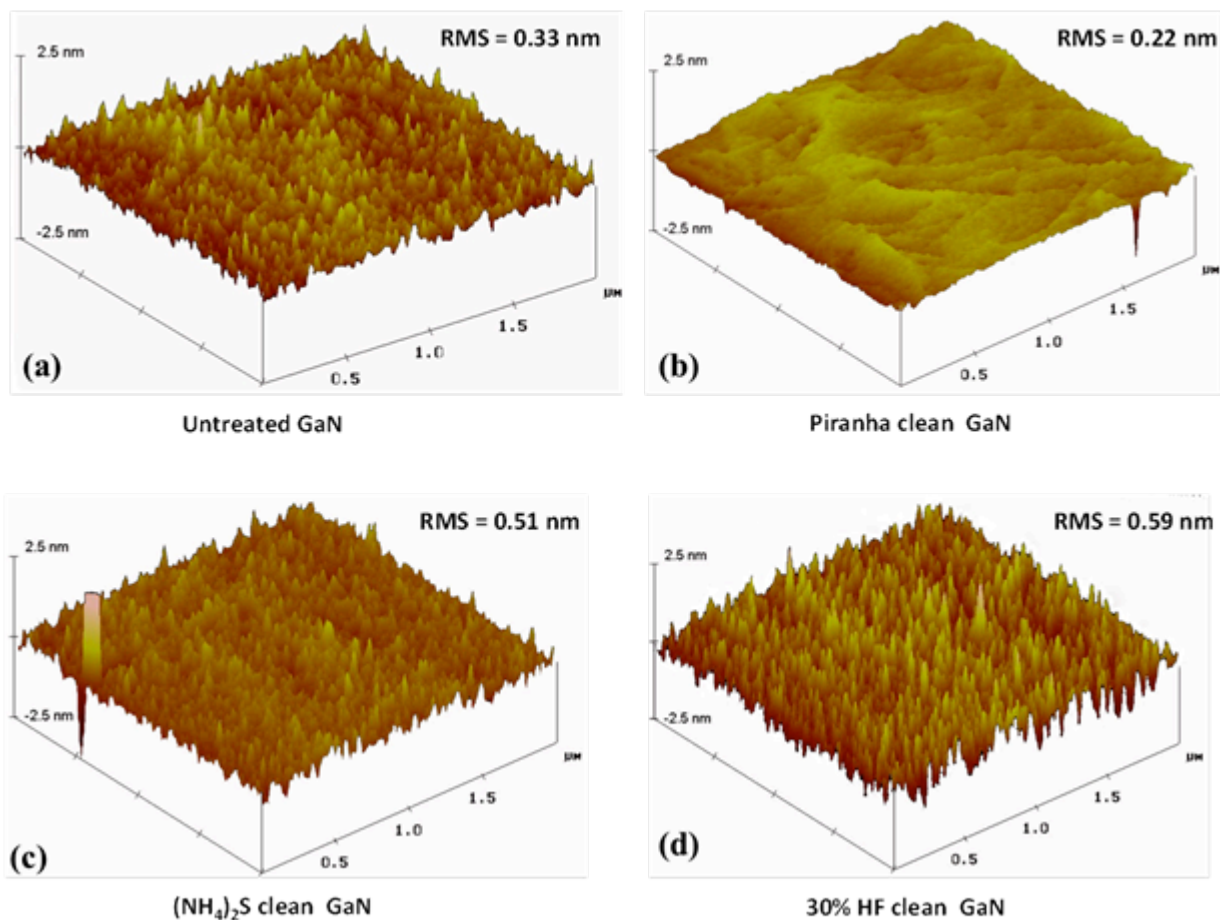 RMS = 0.33 nm
2.5 nm
-2.5 nm
0.5
1.0
1.5
μM
(a)
Untreated GaN
RMS = 0.22 nm
2.5 nm
-2.5 nm
0.5
1.0
1.5
μM
(b)
Piranha clean GaN
RMS = 0.51 nm
2.5 nm
-2.5 nm
0.5
1.0
1.5
μM
(c)
(NH₄)₂S clean GaN
RMS = 0.59 nm
2.5 nm
-2.5 nm
0.5
1.0
1.5
μM
(d)
30% HF clean GaN